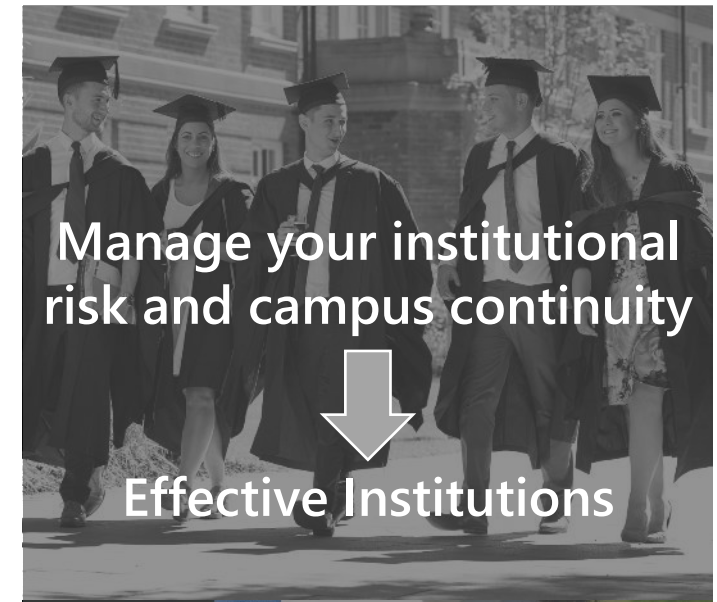 Manage your institutional
risk and campus continuity
Effective Institutions